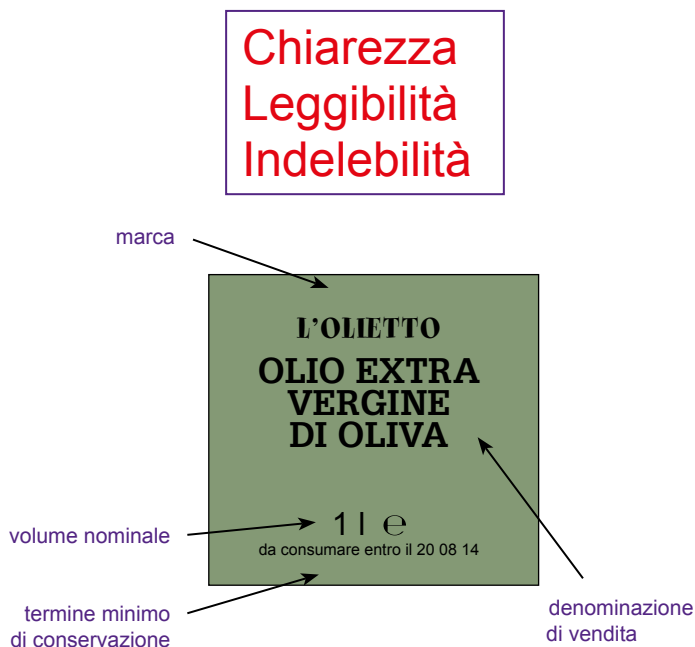 Chiarezza
Leggibilità
Indelebilità
marca
L'OLIETTO
OLIO EXTRA
VERGINE
DI OLIVA
volume nominale
1 l ℮
da consumare entro il 20 08 14
termine minimo
di conservazione
denominazione
di vendita